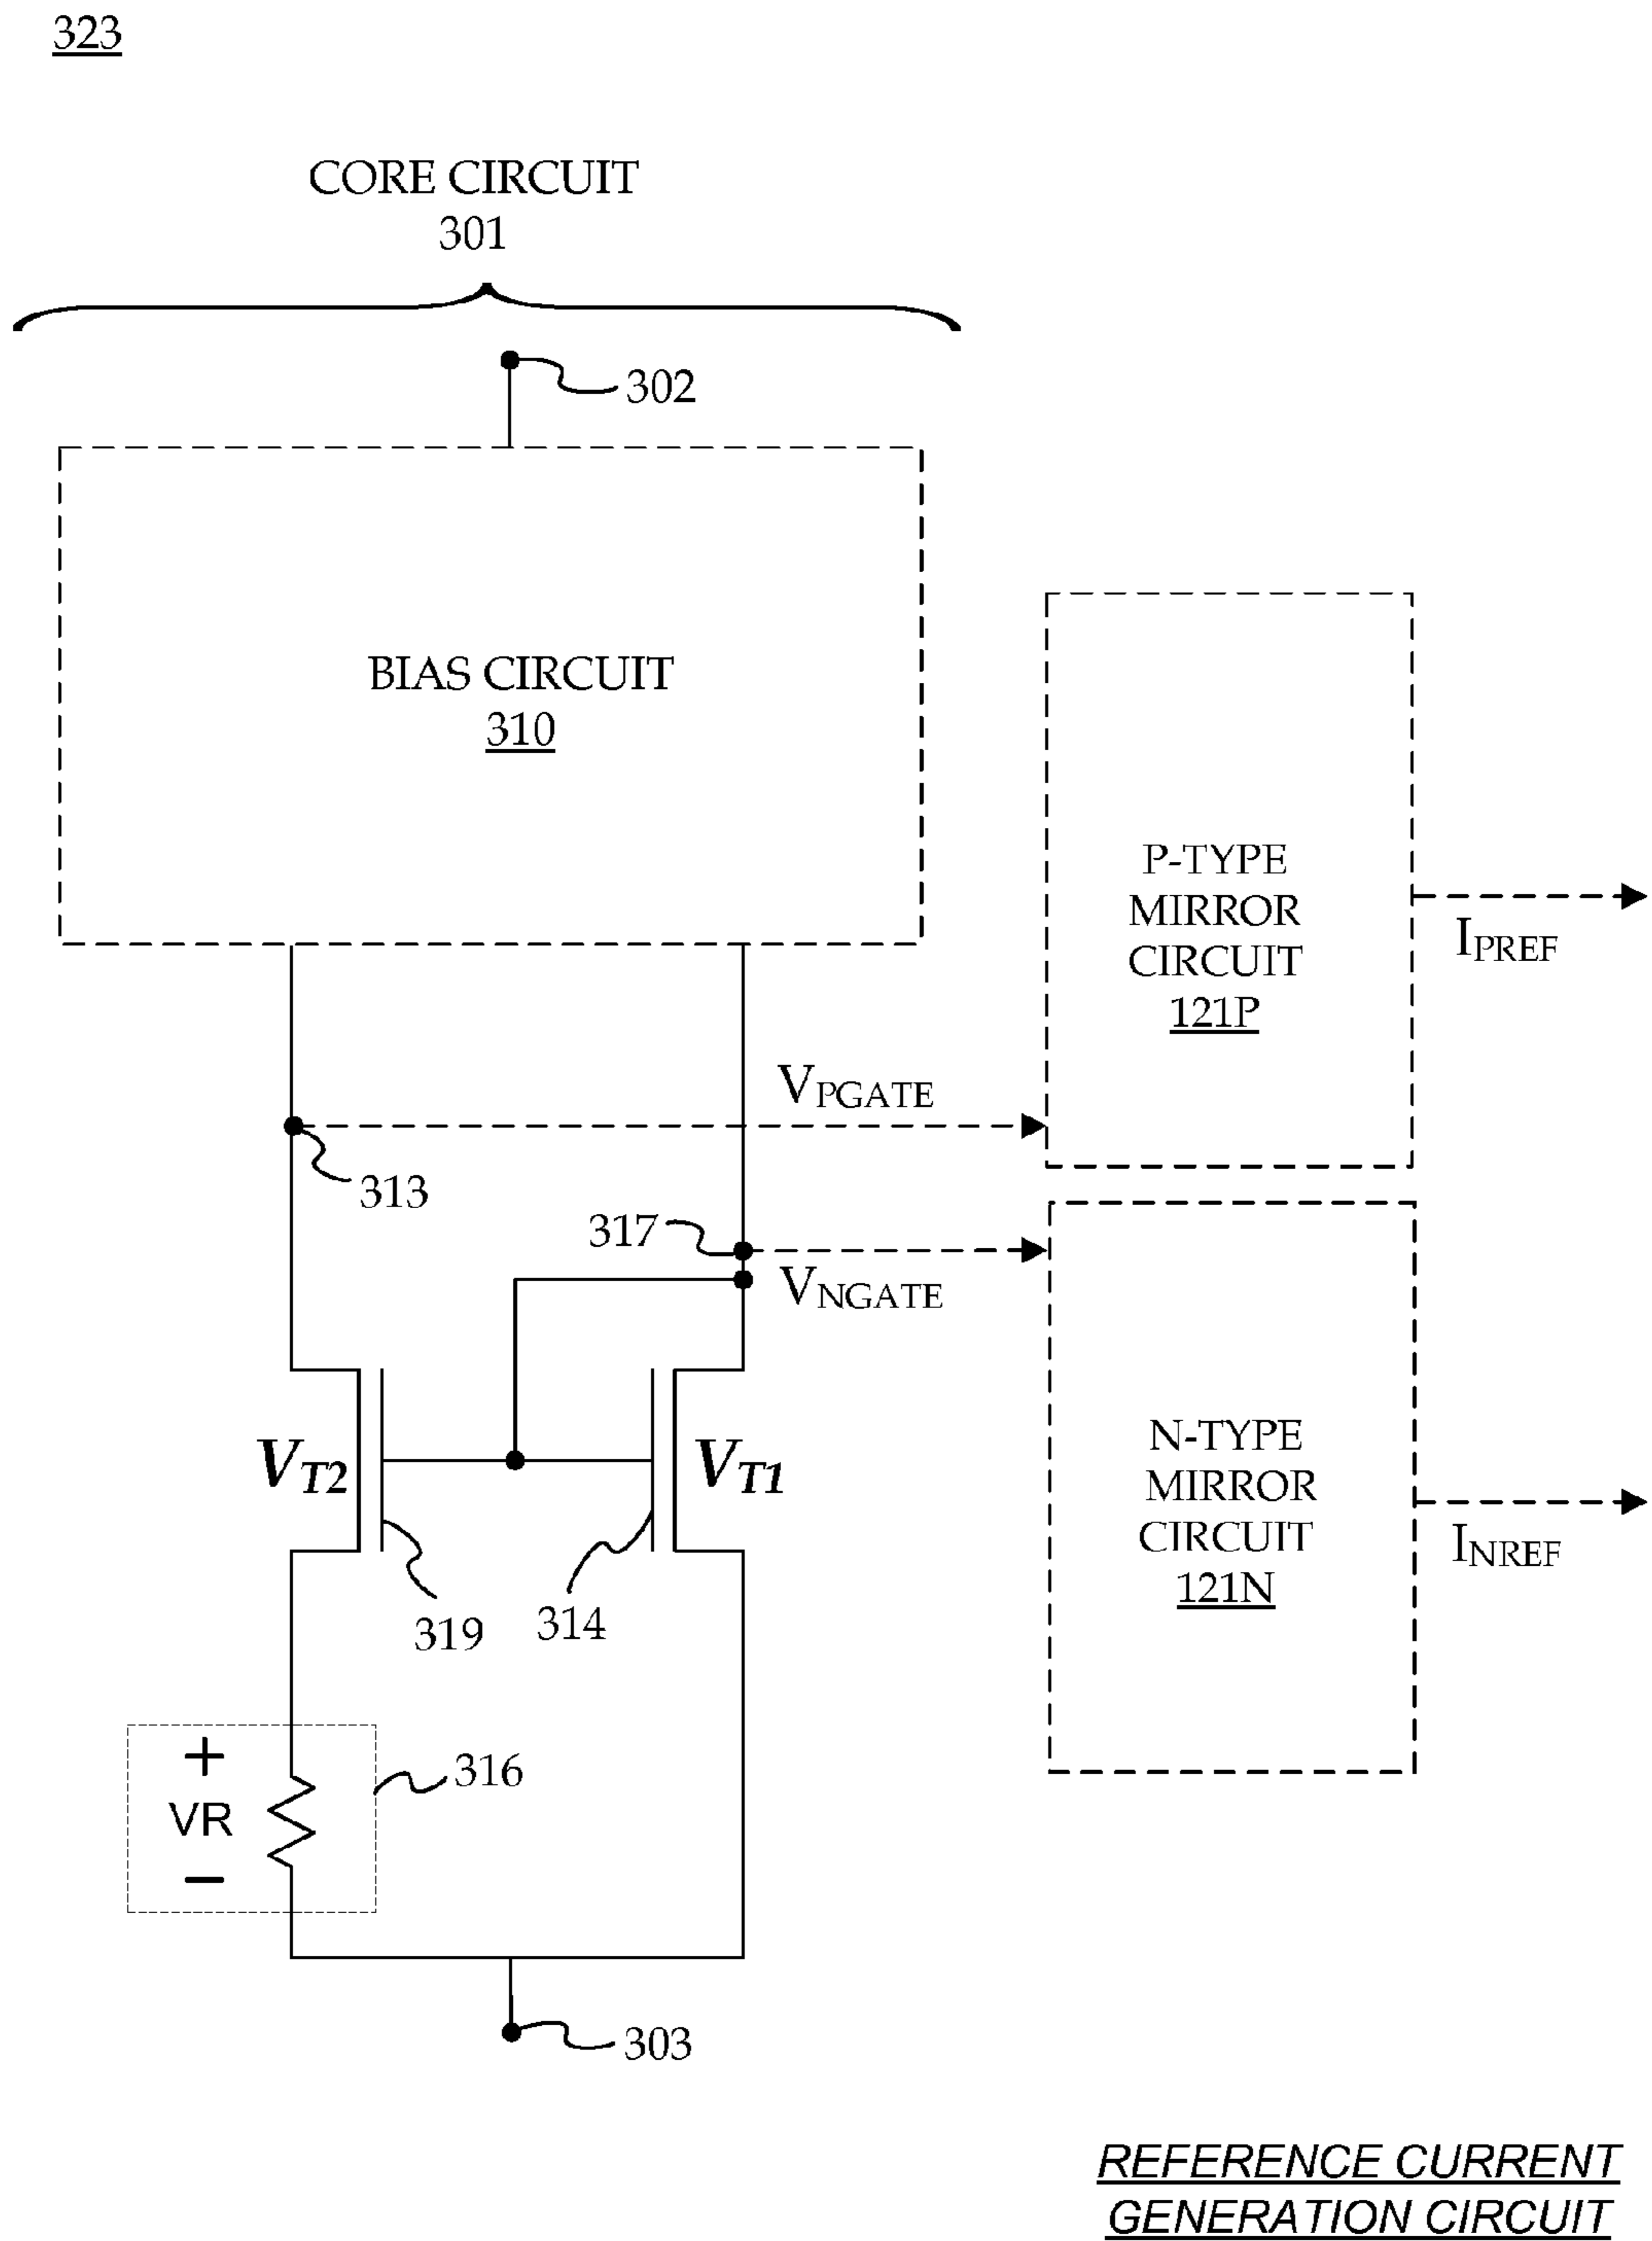 323
CORE CIRCUIT
301
302
BIAS CIRCUIT
310
P-TYPE
MIRROR
CIRCUIT
121P
IPREF
VPGATE
313
317
VNGATE
N-TYPE
MIRROR
CIRCUIT
121N
INREF
VT2
VT1
319
314
+
VR
−
316
303
REFERENCE CURRENT
GENERATION CIRCUIT